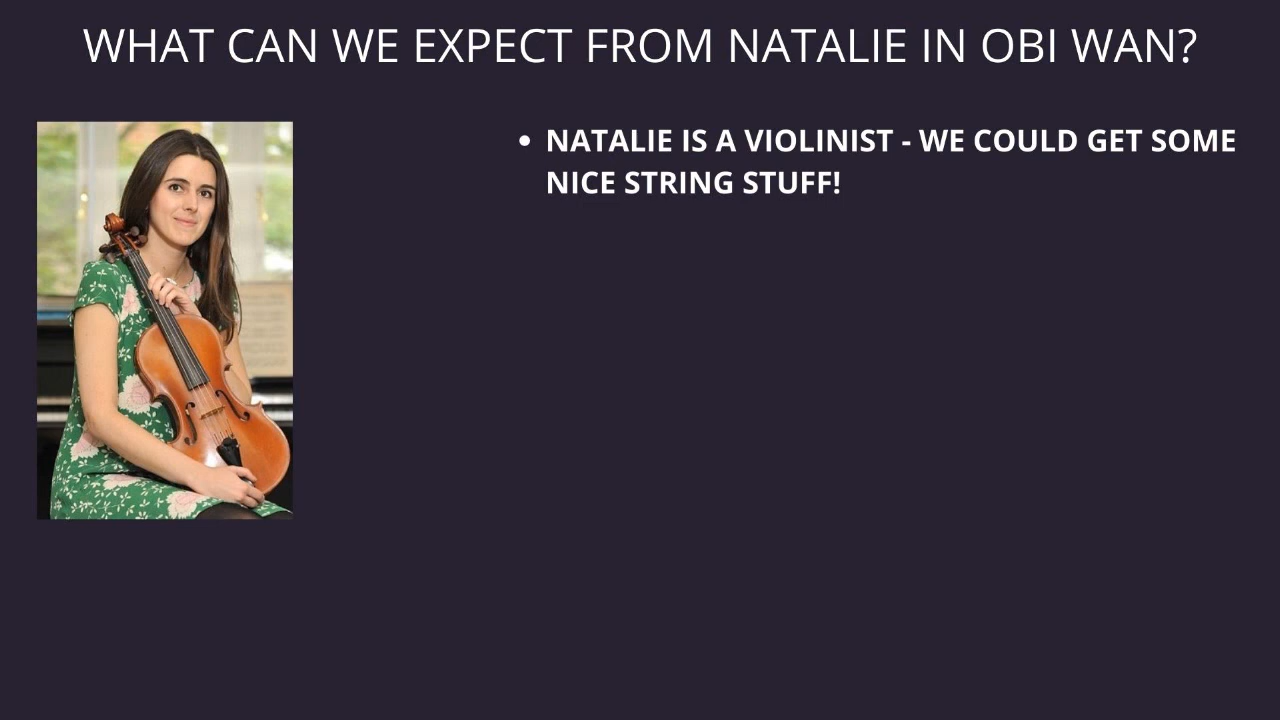 WHAT CAN WE EXPECT FROM NATALIE IN OBI WAN?
• NATALIE IS A VIOLINIST - WE COULD GET SOME
NICE STRING STUFF!